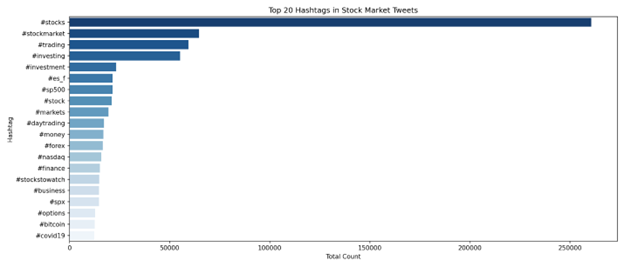 Top 20 Hashtags in Stock Market Tweets
#stocks
#stockmarket
#trading
#investing
#investment
#es_f
#sp500
#stock
#markets
#daytrading
#money
#forex
#nasdaq
#finance
#stockstowatch
#business
#spx
#options
#bitcoin
#covid19
Hashtag
0 50000 100000 150000 200000 250000
Total Count